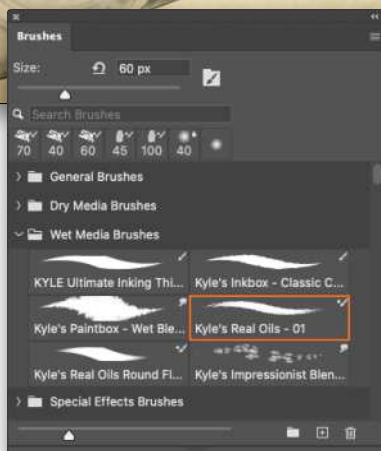 Brushes
Size: 60 px
Search Brushes
70 40 60 45 100 40
General Brushes
Dry Media Brushes
Wet Media Brushes
KYLE Ultimate Inking Thi... Kyle's Inkbox - Classic C...
Kyle's Paintbox - Wet Ble... Kyle's Real Oils - 01
Kyle's Real Oils Round Fl... Kyle's Impressionist Blen...
Special Effects Brushes